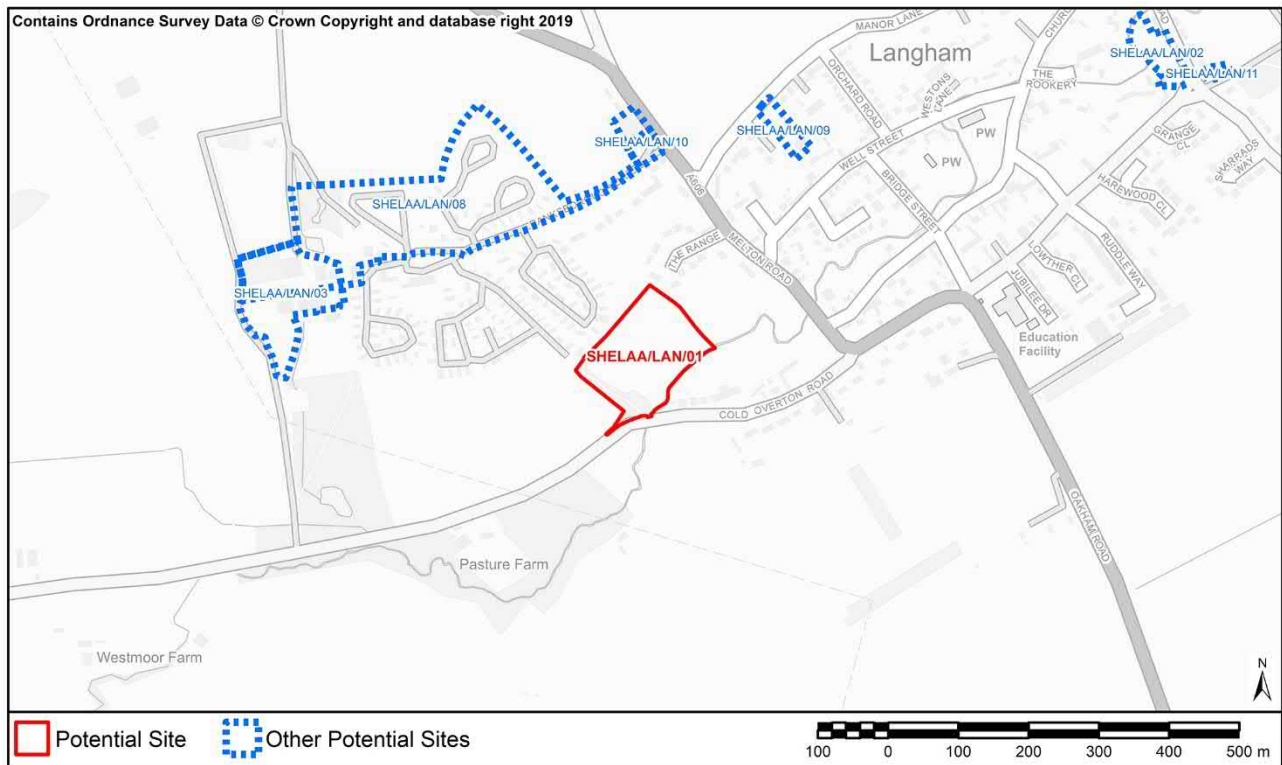 Contains Ordnance Survey Data © Crown Copyright and database right 2019
MANOR LANE
Langham
SHELAA/LAN/02
SHELAA/LAN/11
THE
ROOKERY
ORCHARD ROAD
WESTONS
LANE
SHELAA/LAN/10
SHELAA/LAN/09
WELL STREET
PW
PW
GRANGE
CL
SHARRADS
WAY
A606
BRIDGE STREET
HAREWOOD CL
SHELAA/LAN/08
THE RANGE
MELTON ROAD
RUDDLE WAY
LOWTHER CL
JUBILEE DR
SHELAA/LAN/03
Education
Facility
SHELAA/LAN/01
COLD OVERTON ROAD
OAKHAM ROAD
Pasture Farm
Westmoor Farm
N
Potential Site
Other Potential Sites
100 0 100 200 300 400 500 m